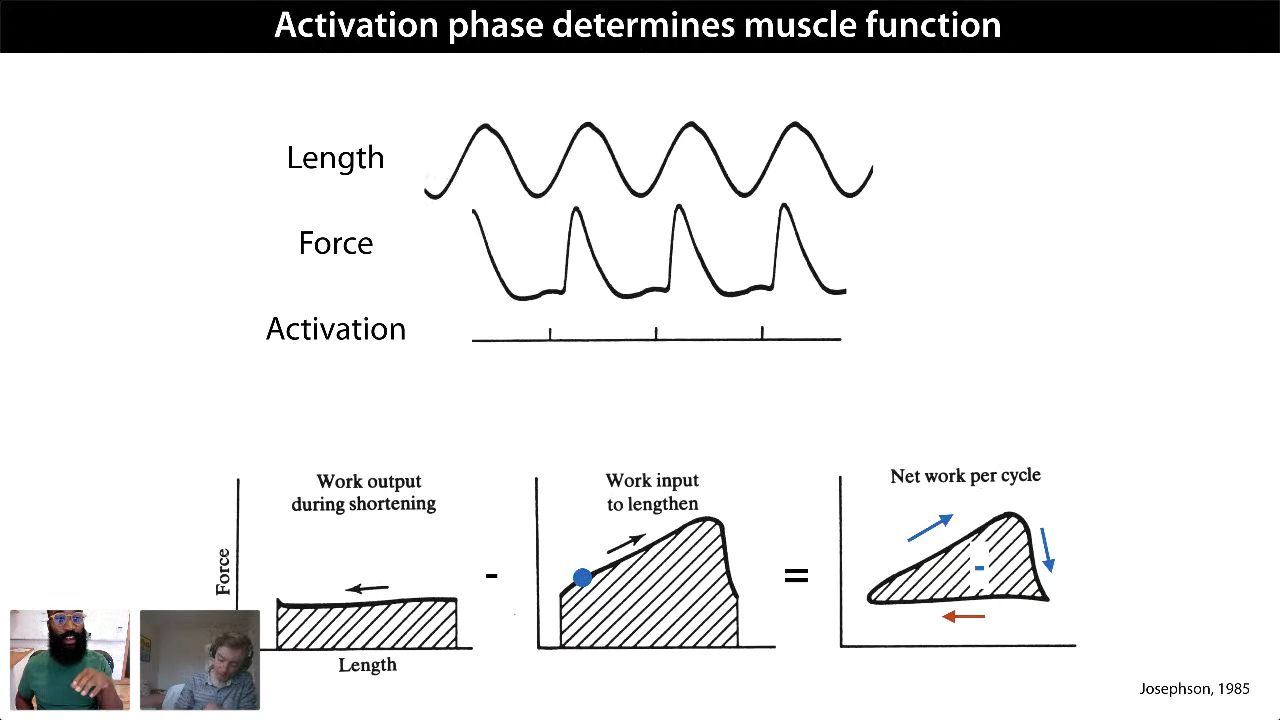 Activation phase determines muscle function
Length
Force
Activation
Work output
during shortening
Force
Length
-
Work input
to lengthen
=
Net work per cycle
-
Josephson, 1985